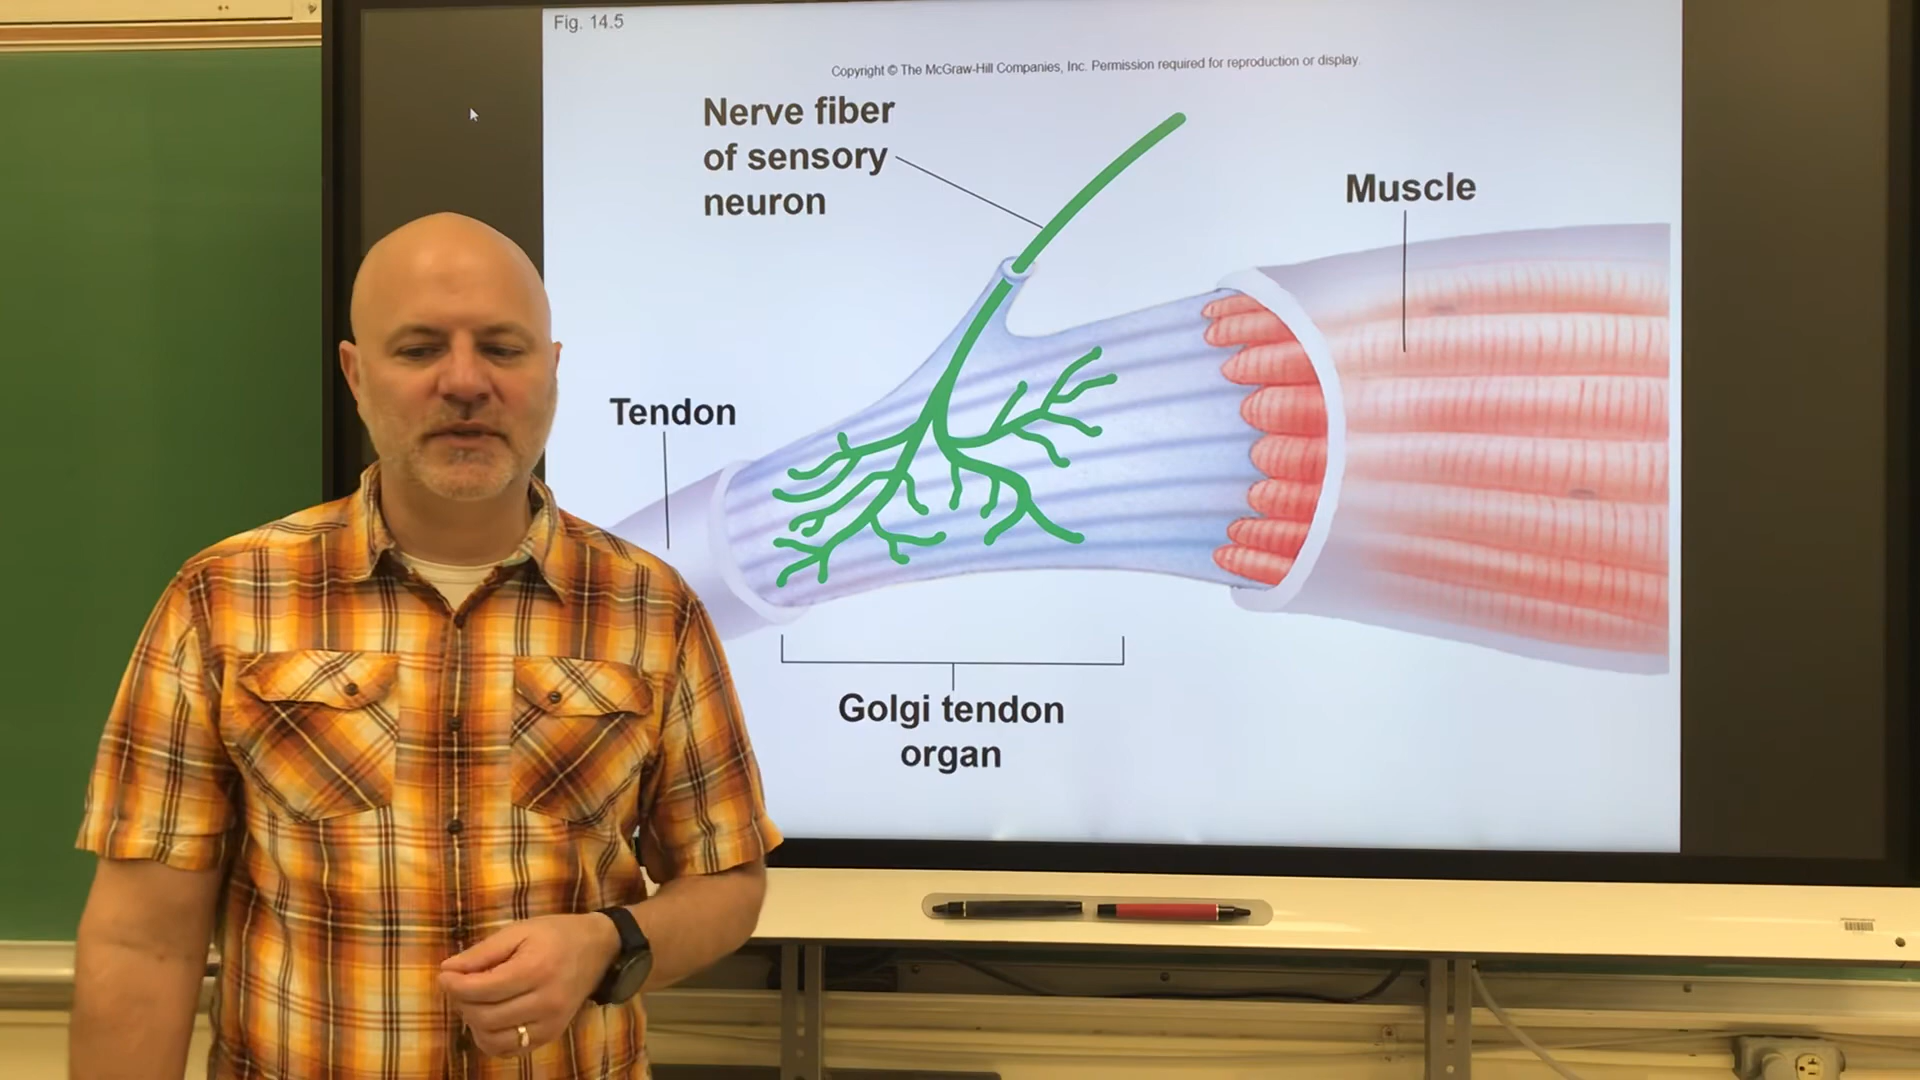 Fig. 14.5
Copyright © The McGraw-Hill Companies, Inc. Permission required for reproduction or display.
Nerve fiber
of sensory
neuron
Muscle
Tendon
Golgi tendon
organ